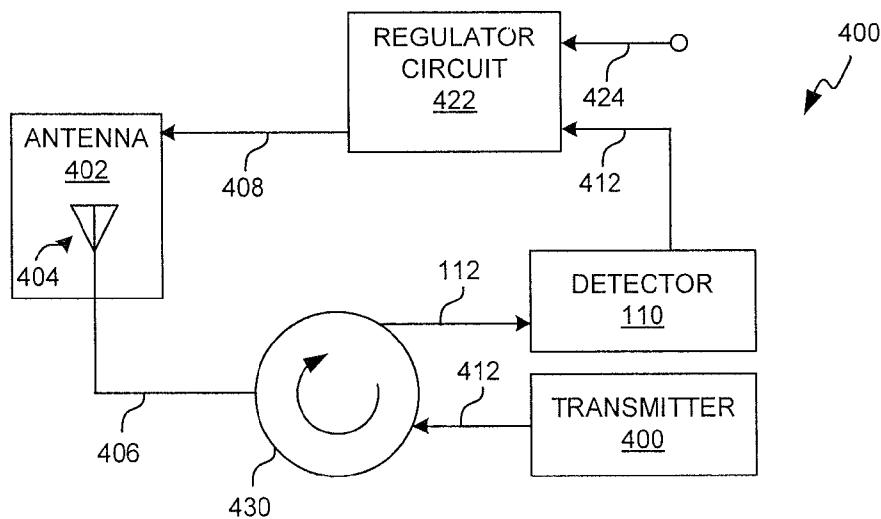 REGULATOR
CIRCUIT
422
424
400
ANTENNA
402
408
412
404
112
DETECTOR
110
412
TRANSMITTER
400
406
430